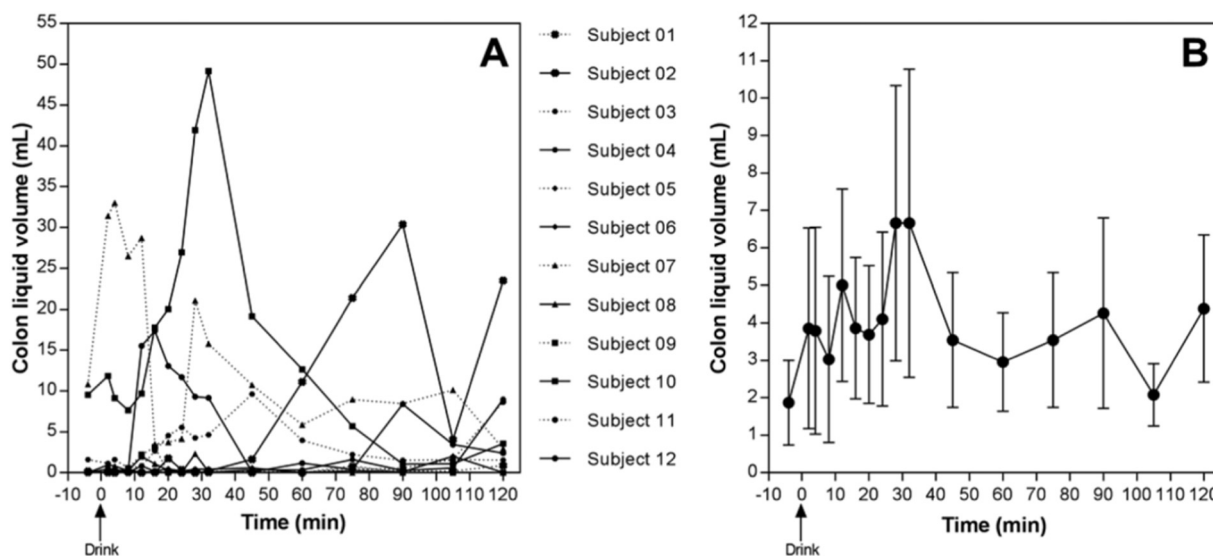 A
Colon liquid volume (mL)
55
50
45
40
35
30
25
20
15
10
5
0
-10 0 10 20 30 40 50 60 70 80 90 100 110 120
Time (min)
Drink
Subject 01
Subject 02
Subject 03
Subject 04
Subject 05
Subject 06
Subject 07
Subject 08
Subject 09
Subject 10
Subject 11
Subject 12
B
Colon liquid volume (mL)
12
11
10
9
8
7
6
5
4
3
2
1
0
-10 0 10 20 30 40 50 60 70 80 90 100 110 120
Time (min)
Drink